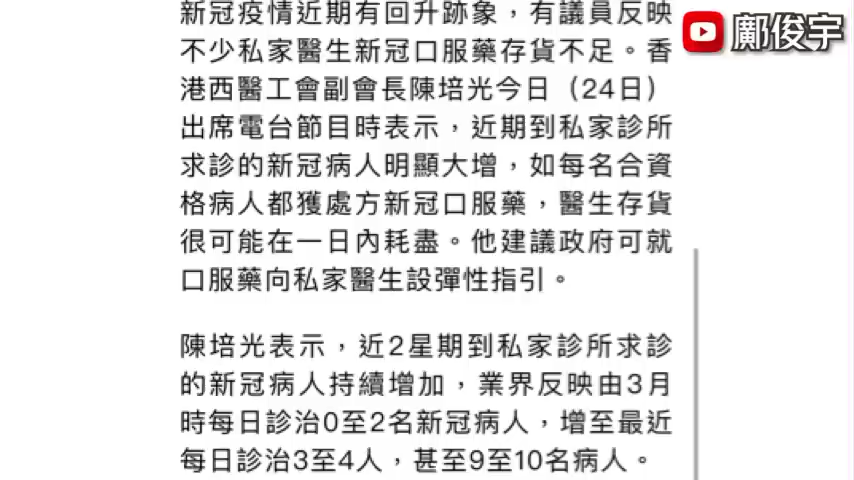 新冠疫情近期有回升跡象，有議員反映
不少私家醫生新冠口服藥存貨不足。香
港西醫工會副會長陳培光今日（24日）
出席電台節目時表示，近期到私家診所
求診的新冠病人明顯大增，如每名合資
格病人都獲處方新冠口服藥，醫生存貨
很可能在一日內耗盡。他建議政府可就
口服藥向私家醫生設彈性指引。
陳培光表示，近2星期到私家診所求診
的新冠病人持續增加，業界反映由3月
時每日診治0至2名新冠病人，增至最近
每日診治3至4人，甚至9至10名病人。
鄺俊宇